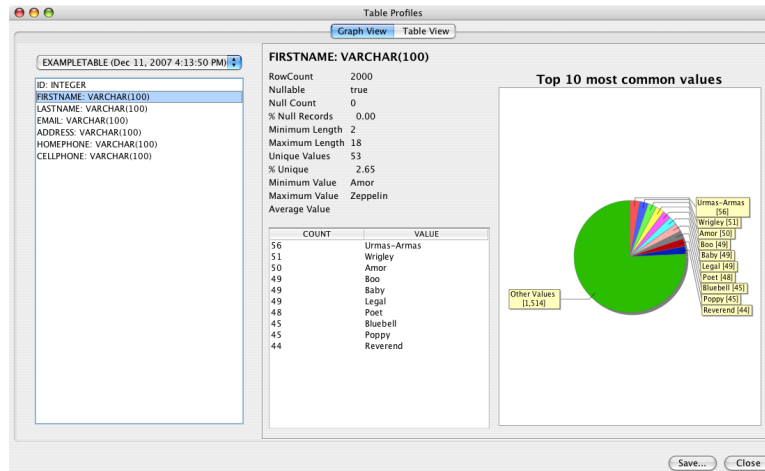 Table Profiles
Graph View Table View
EXAMPLETABLE (Dec 11, 2007 4:13:50 PM)
ID: INTEGER
FIRSTNAME: VARCHAR(100)
LASTNAME: VARCHAR(100)
EMAIL: VARCHAR(100)
ADDRESS: VARCHAR(100)
HOMEPHONE: VARCHAR(100)
CELLPHONE: VARCHAR(100)
FIRSTNAME: VARCHAR(100)
RowCount 2000
Nullable true
Null Count 0
% Null Records 0.00
Minimum Length 2
Maximum Length 18
Unique Values 53
% Unique 2.65
Minimum Value Amor
Maximum Value Zeppelin
Average Value
COUNT VALUE
56 Urmas-Armas
51 Wrigley
50 Amor
49 Boo
49 Baby
49 Legal
48 Poet
45 Bluebell
45 Poppy
44 Reverend
Top 10 most common values
Urmas-Armas
[56]
Wrigley [51]
Amor [50]
Boo [49]
Baby [49]
Legal [49]
Poet [48]
Bluebell [45]
Poppy [45]
Reverend [44]
Other Values
[1,514]
Save... Close